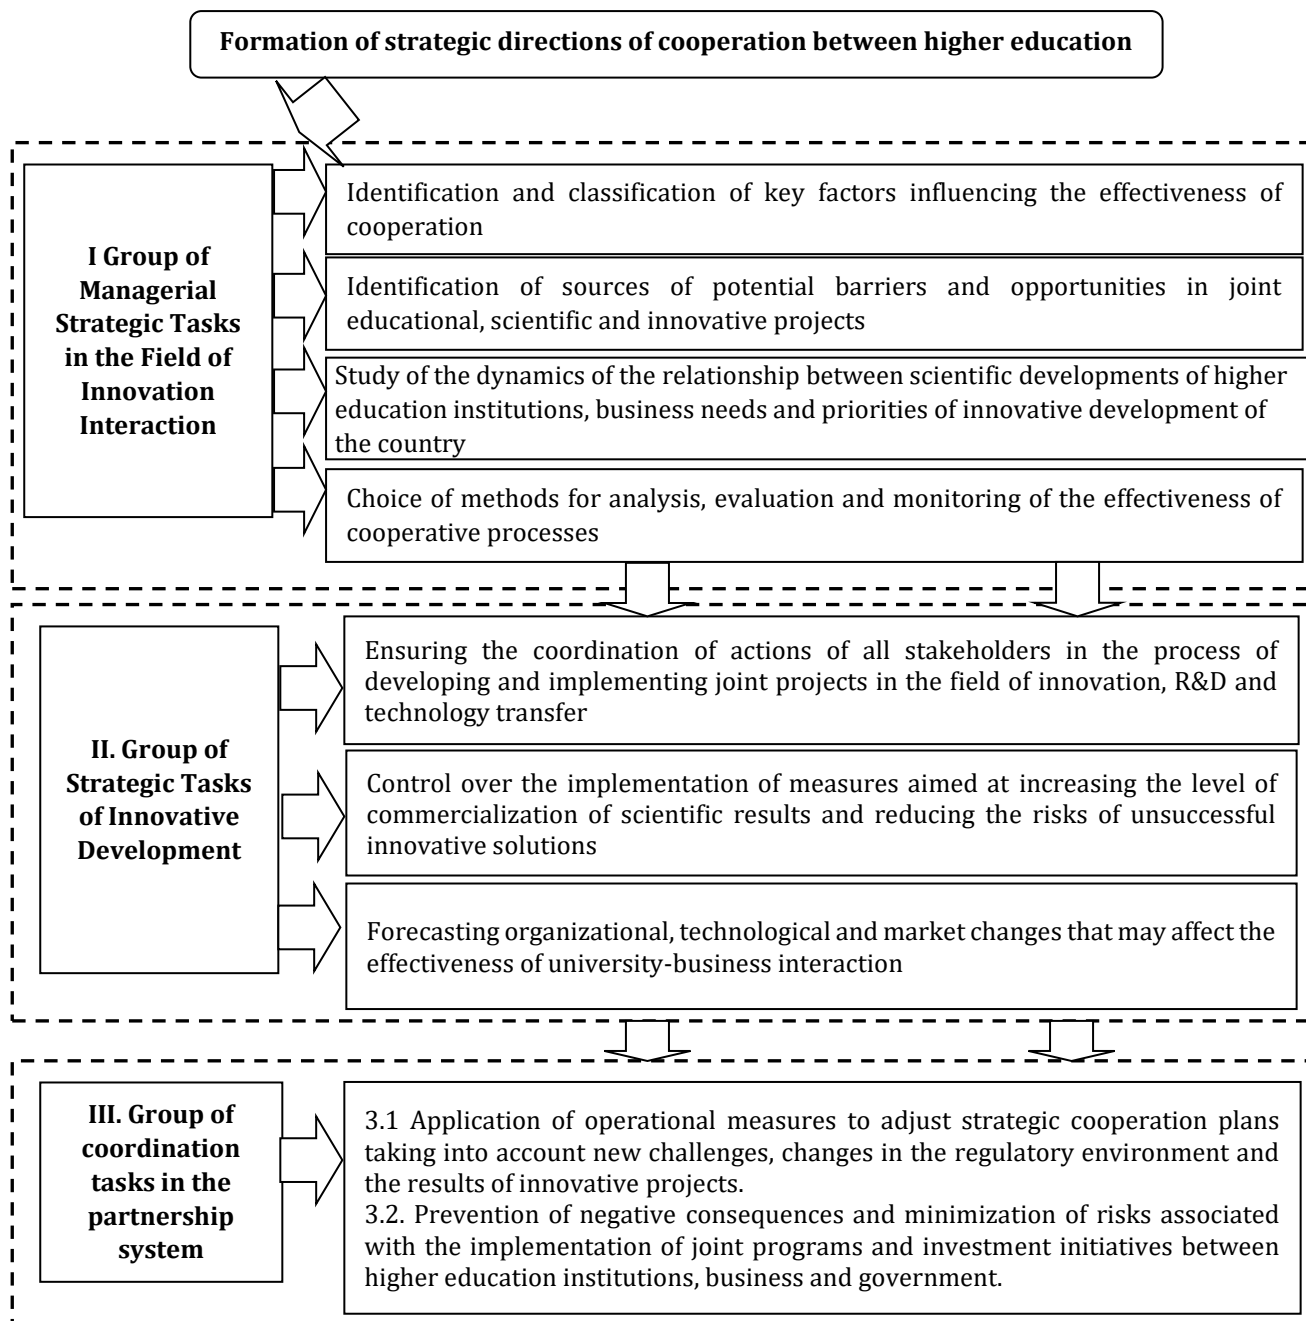 Formation of strategic directions of cooperation between higher education
I Group of
Managerial
Strategic Tasks
in the Field of
Innovation
Interaction
Identification and classification of key factors influencing the effectiveness of
cooperation
Identification of sources of potential barriers and opportunities in joint
educational, scientific and innovative projects
Study of the dynamics of the relationship between scientific developments of higher
education institutions, business needs and priorities of innovative development of
the country
Choice of methods for analysis, evaluation and monitoring of the effectiveness of
cooperative processes
II. Group of
Strategic Tasks
of Innovative
Development
Ensuring the coordination of actions of all stakeholders in the process of
developing and implementing joint projects in the field of innovation, R&D and
technology transfer
Control over the implementation of measures aimed at increasing the level of
commercialization of scientific results and reducing the risks of unsuccessful
innovative solutions
Forecasting organizational, technological and market changes that may affect the
effectiveness of university-business interaction
III. Group of
coordination
tasks in the
partnership
system
3.1 Application of operational measures to adjust strategic cooperation plans
taking into account new challenges, changes in the regulatory environment and
the results of innovative projects.
3.2. Prevention of negative consequences and minimization of risks associated
with the implementation of joint programs and investment initiatives between
higher education institutions, business and government.